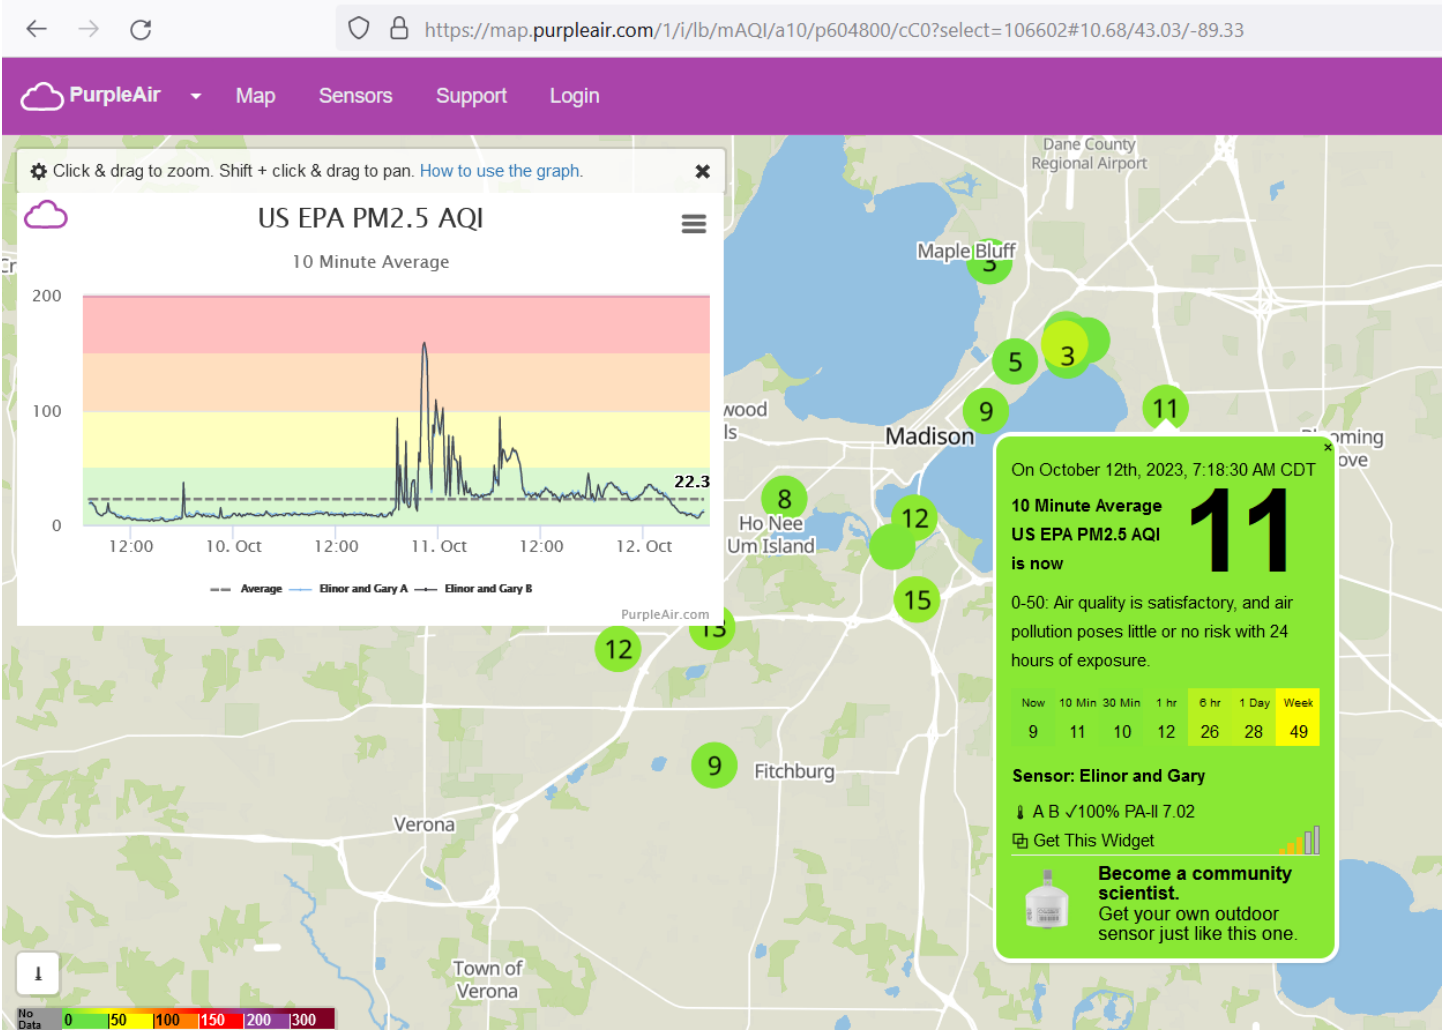 https://map.purpleair.com/1/i/lb/mAQI/a10/p604800/cC0?select=106602#10.68/43.03/-89.33
PurpleAir Map Sensors Support Login
Click & drag to zoom. Shift + click & drag to pan. How to use the graph.
US EPA PM2.5 AQI
10 Minute Average
200
100
0
22.3
12:00 10. Oct 12:00 11. Oct 12:00 12. Oct
Average Elinor and Gary A Elinor and Gary B
PurpleAir.com
Dane County
Regional Airport
Maple Bluff
3
3
5
9
11
Madison
8
Ho Nee
Um Island
12
15
13
12
9
Fitchburg
Verona
Town of
Verona
On October 12th, 2023, 7:18:30 AM CDT
10 Minute Average
US EPA PM2.5 AQI
is now
11
0-50: Air quality is satisfactory, and air
pollution poses little or no risk with 24
hours of exposure.
Now 10 Min 30 Min 1 hr 6 hr 1 Day Week
9 11 10 12 26 28 49
Sensor: Elinor and Gary
A B ✓100% PA-II 7.02
Get This Widget
Become a community
scientist.
Get your own outdoor
sensor just like this one.
No
Data
0 |50 |100 |150 |200 |300